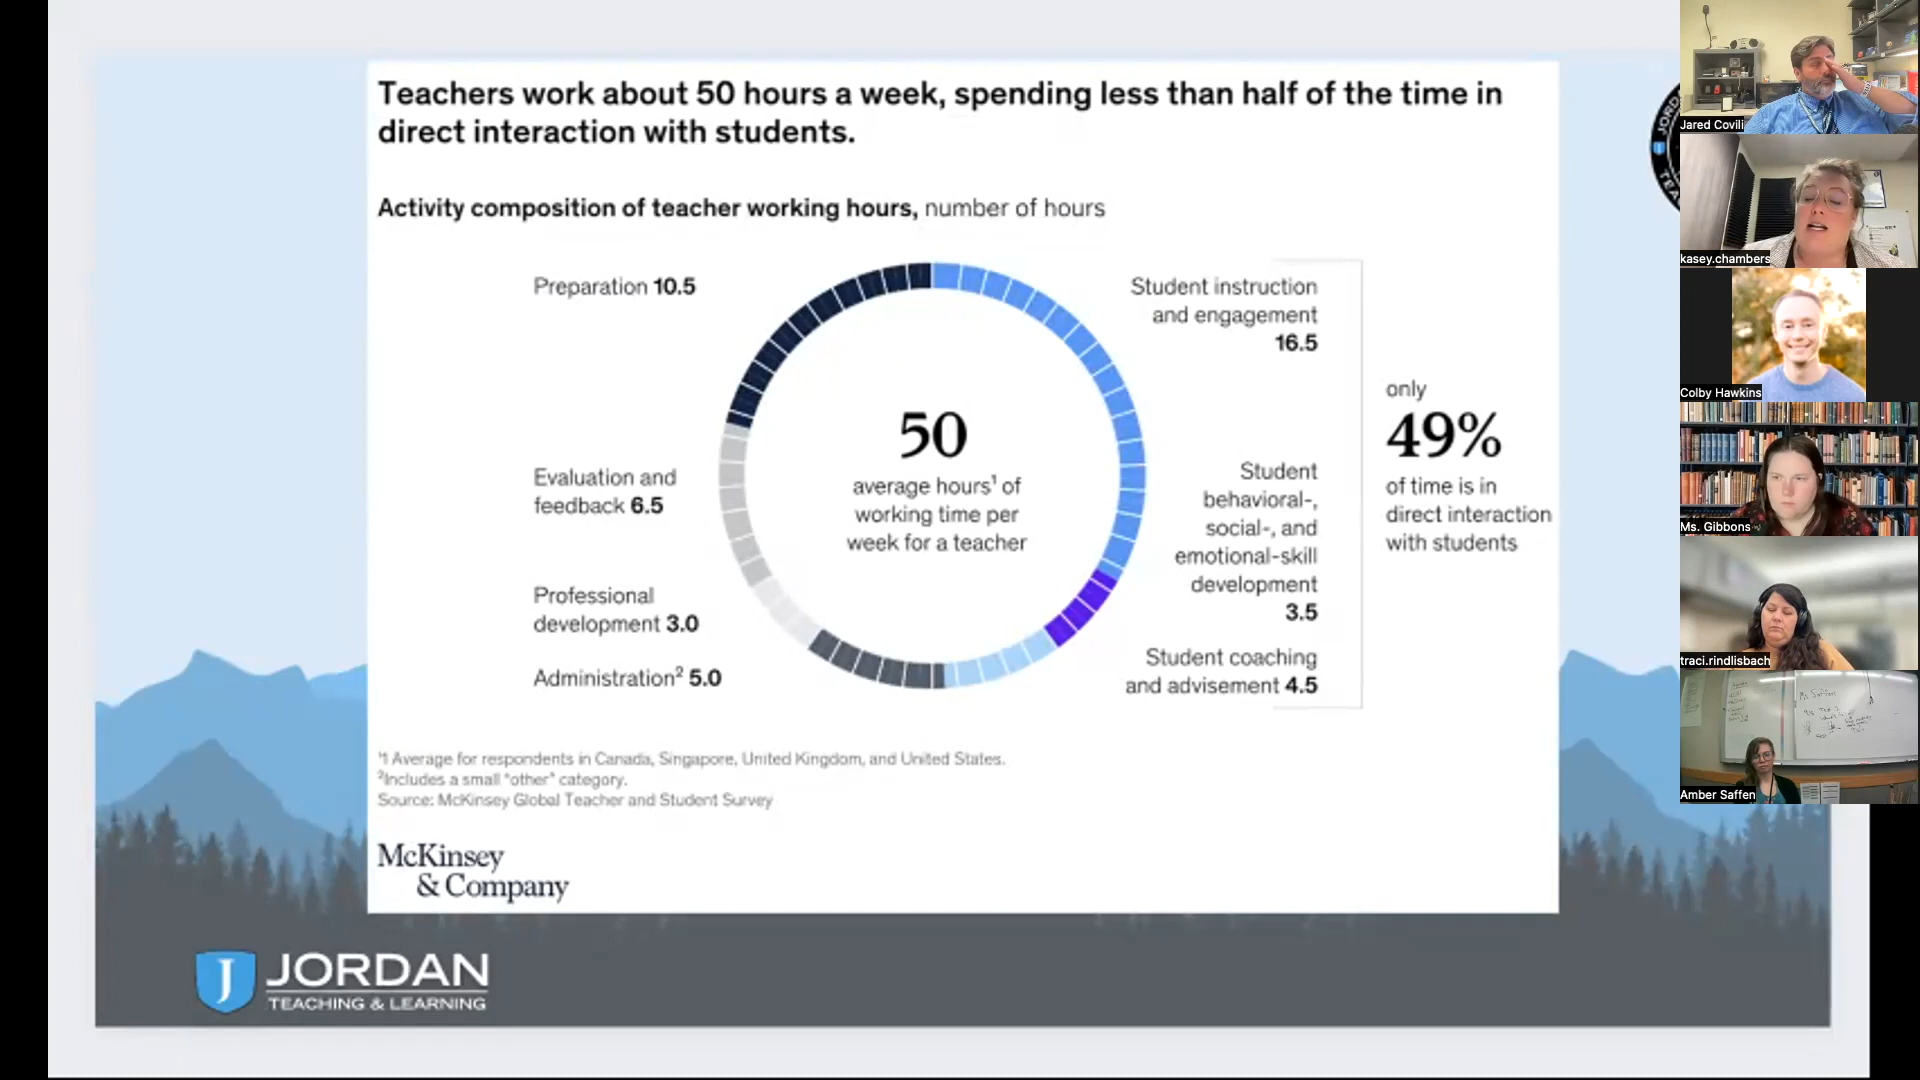 Teachers work about 50 hours a week, spending less than half of the time in
direct interaction with students.
Activity composition of teacher working hours, number of hours
Preparation 10.5
Evaluation and
feedback 6.5
Professional
development 3.0
Administration² 5.0
50
average hours¹ of
working time per
week for a teacher
Student instruction
and engagement
16.5
Student
behavioral-,
social-, and
emotional-skill
development
3.5
Student coaching
and advisement 4.5
only
49%
of time is in
direct interaction
with students
¹1 Average for respondents in Canada, Singapore, United Kingdom, and United States.
²Includes a small "other" category.
Source: McKinsey Global Teacher and Student Survey
McKinsey
& Company
J JORDAN
TEACHING & LEARNING
Jared Covili
kasey.chambers
Colby Hawkins
Ms. Gibbons
traci.rindlisbach
Amber Saffen